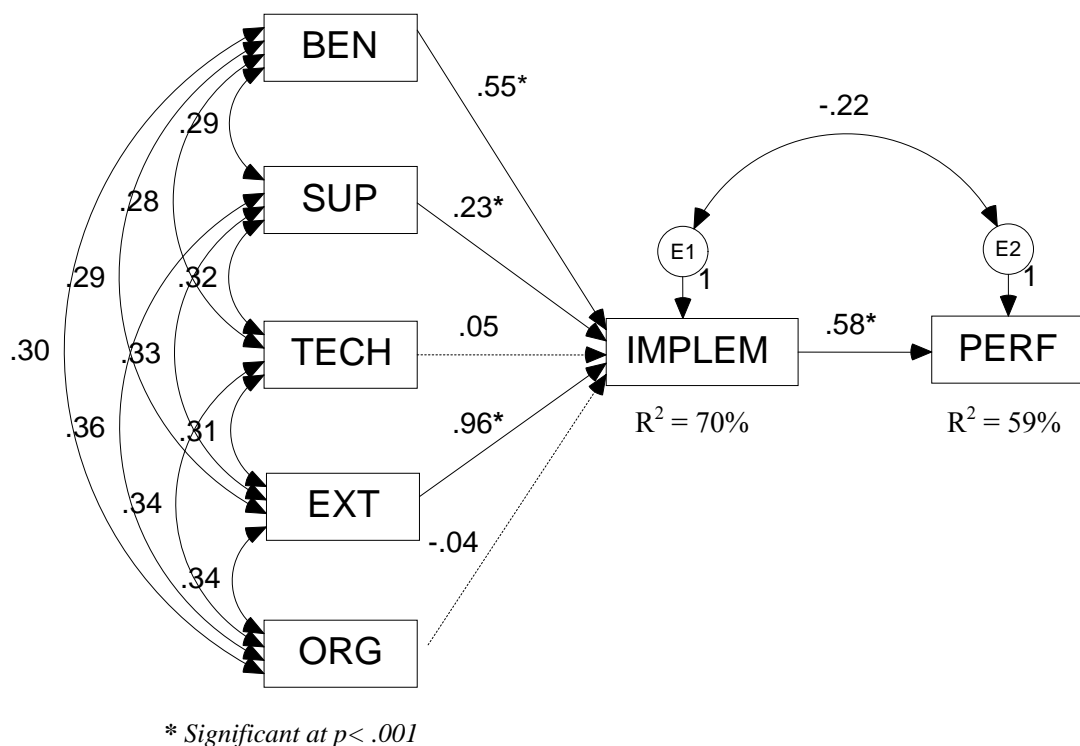 BEN
.55*
-.22
.29
SUP
.28
.23*
E1
E2
1
1
.29
.32
.05
.58*
.30
.33
TECH
IMPLEM
PERF
.96*
R² = 70%
R² = 59%
.36
.31
.34
EXT
-.04
.34
ORG
* Significant at p< .001